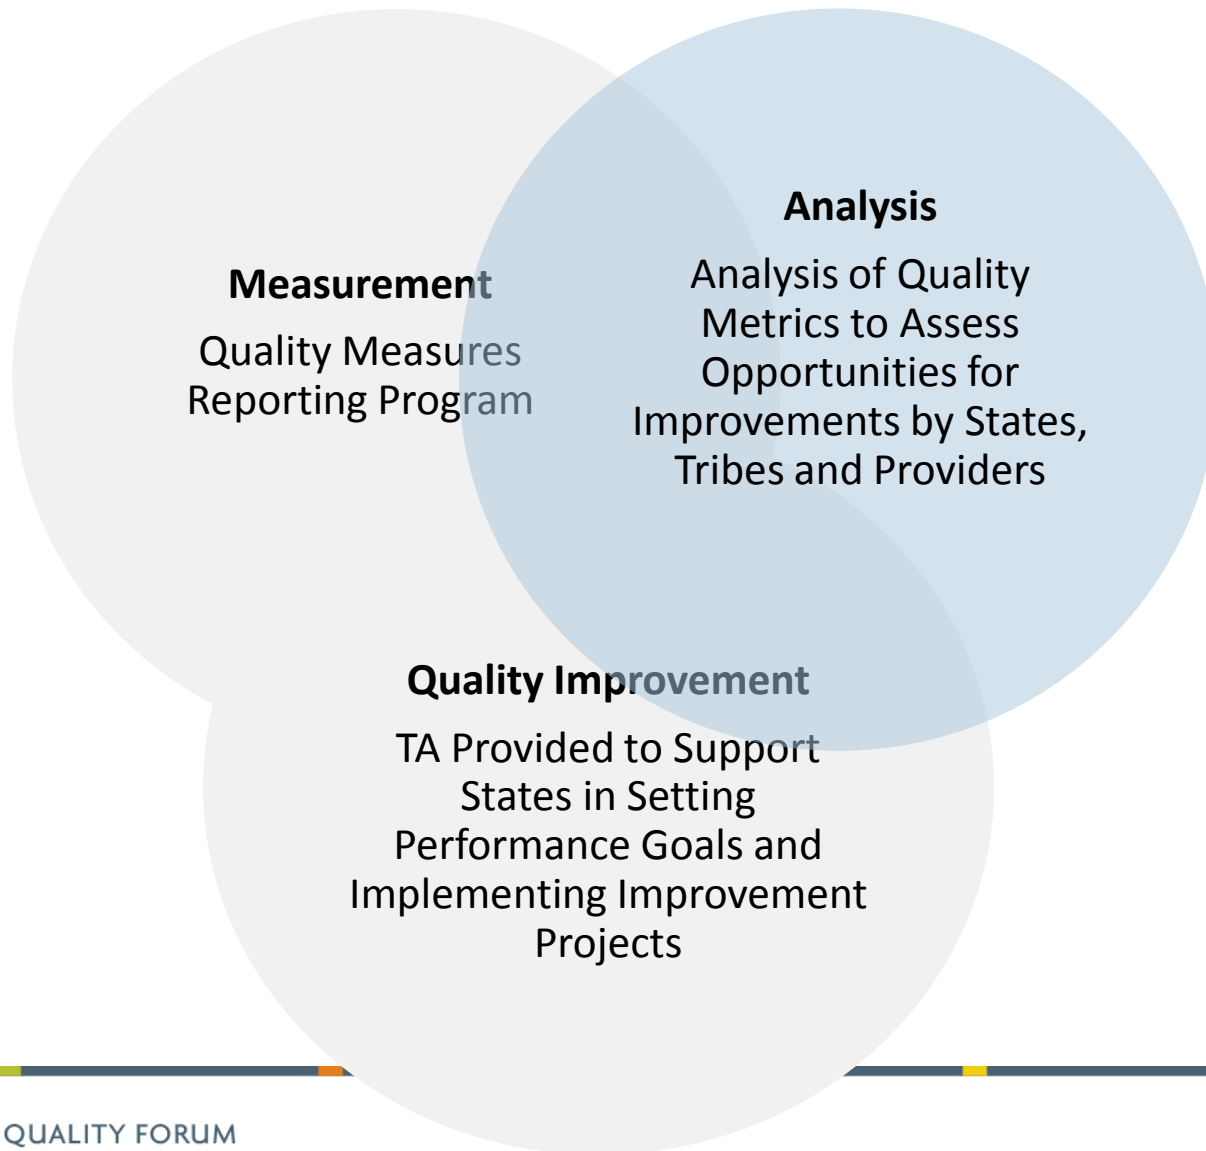 Measurement
Quality Measures
Reporting Program
Analysis
Analysis of Quality
Metrics to Assess
Opportunities for
Improvements by States,
Tribes and Providers
Quality Improvement
TA Provided to Support
States in Setting
Performance Goals and
Implementing Improvement
Projects
QUALITY FORUM